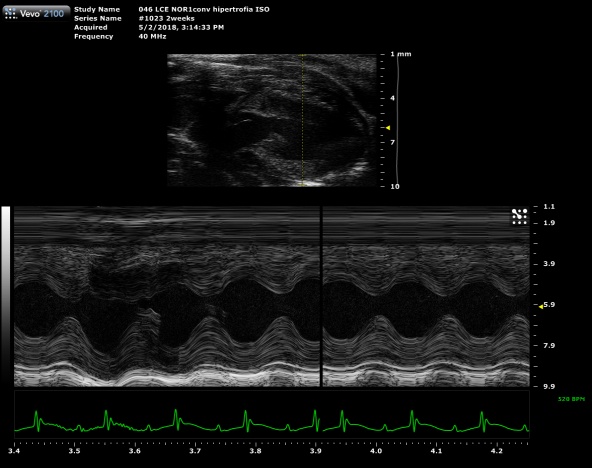 Vevo 2100
Study Name 046 LCE NOR1conv hipertrofia ISO
Series Name #1023 2weeks
Acquired 5/2/2018, 3:14:33 PM
Frequency 40 MHz
1 mm
4
7
10
1.1
1.9
3.9
5.9
7.9
9.9
520 BPM
3.4 3.5 3.6 3.7 3.8 3.9 4.0 4.1 4.2